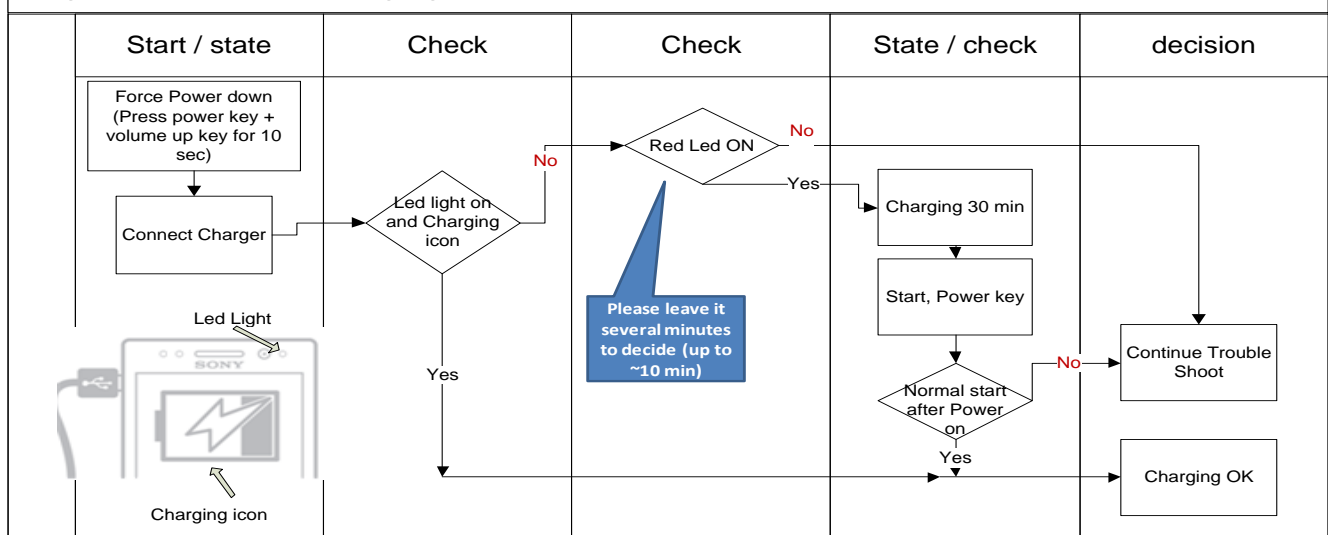 Start / state
Check
Check
State / check
decision
Force Power down
(Press power key +
volume up key for 10
sec)
Connect Charger
Led light on
and Charging
icon
No
Yes
Red Led ON
No
Yes
Please leave it
several minutes
to decide (up to
~10 min)
Charging 30 min
Start, Power key
Normal start
after Power
on
No
Yes
Continue Trouble
Shoot
Charging OK
Led Light
SONY
Charging icon